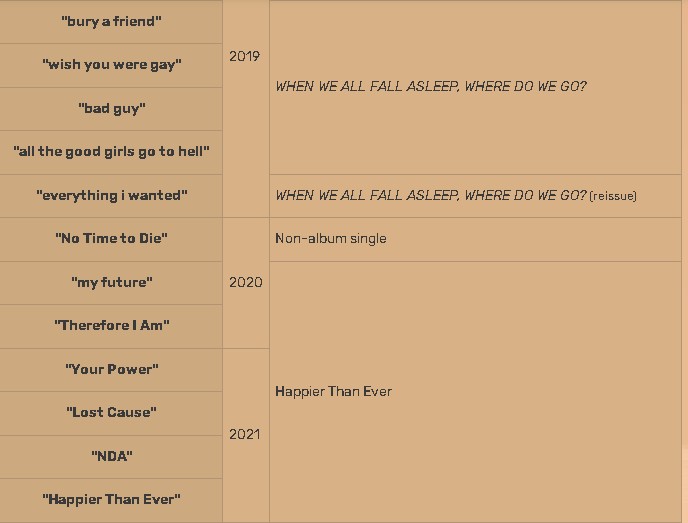 "bury a friend"
2019
WHEN WE ALL FALL ASLEEP, WHERE DO WE GO?
"wish you were gay"
"bad guy"
"all the good girls go to hell"
"everything i wanted"
WHEN WE ALL FALL ASLEEP, WHERE DO WE GO? (reissue)
"No Time to Die"
2020
Non-album single
"my future"
Happier Than Ever
"Therefore I Am"
"Your Power"
2021
"Lost Cause"
"NDA"
"Happier Than Ever"